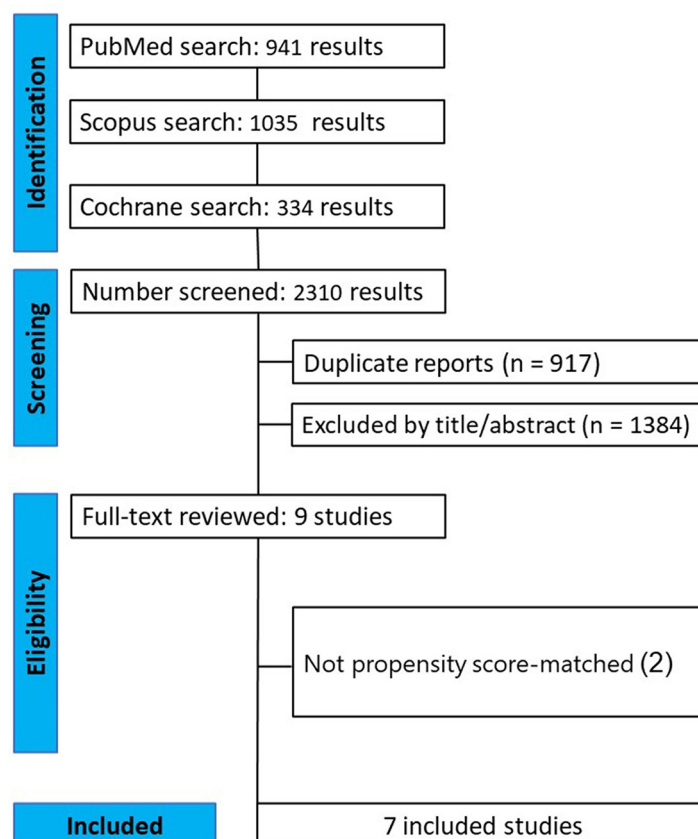 Identification
PubMed search: 941 results
Scopus search: 1035 results
Cochrane search: 334 results
Screening
Number screened: 2310 results
Duplicate reports (n = 917)
Excluded by title/abstract (n = 1384)
Eligibility
Full-text reviewed: 9 studies
Not propensity score-matched (2)
Included
7 included studies